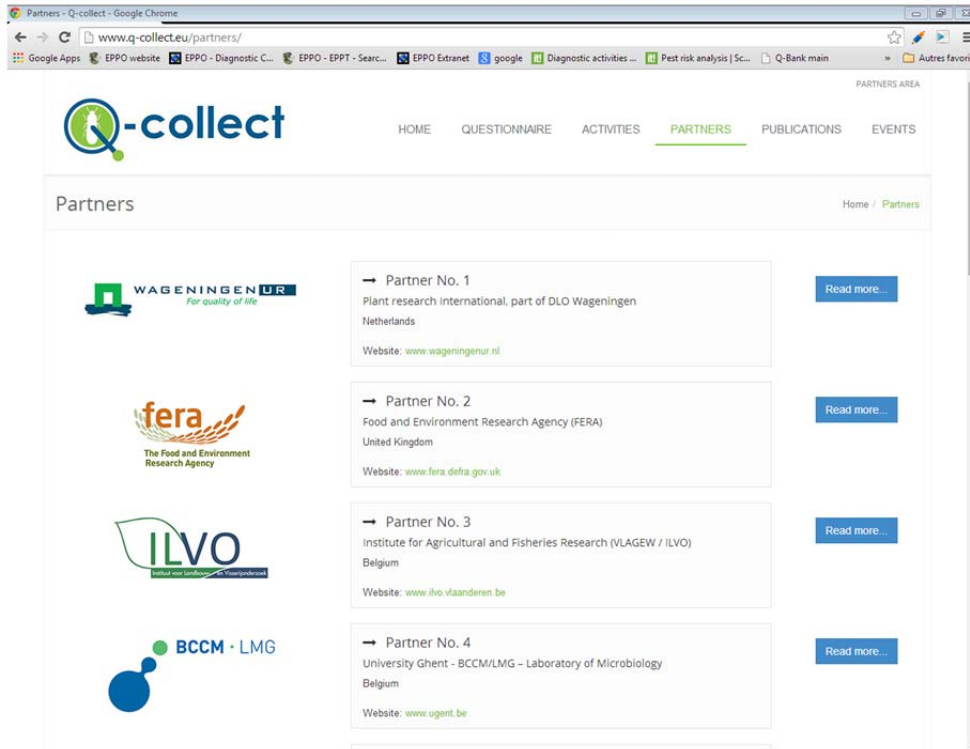 Partners - Q-collect - Google Chrome
www.q-collect.eu/partners/
Google Apps EPPO website EPPO - Diagnostic C... EPPO - EPPT - Searc... EPPO Extranet google Diagnostic activities ... Pest risk analysis | Sc... Q-Bank main » Autres favori
PARTNERS AREA
Q-collect
HOME QUESTIONNAIRE ACTIVITIES PARTNERS PUBLICATIONS EVENTS
Partners
Home / Partners
WAGENINGEN UR
For quality of life
→ Partner No. 1
Plant research International, part of DLO Wageningen
Netherlands
Website: www.wageningenur.nl
Read more...
fera
The Food and Environment
Research Agency
→ Partner No. 2
Food and Environment Research Agency (FERA)
United Kingdom
Website: www.fera.defra.gov.uk
Read more...
ILVO
Instituut voor Landbouw- en Visserijonderzoek
→ Partner No. 3
Institute for Agricultural and Fisheries Research (VLAGEW / ILVO)
Belgium
Website: www.ilvo.vlaanderen.be
Read more...
BCCM · LMG
→ Partner No. 4
University Ghent - BCCM/LMG – Laboratory of Microbiology
Belgium
Website: www.ugent.be
Read more...